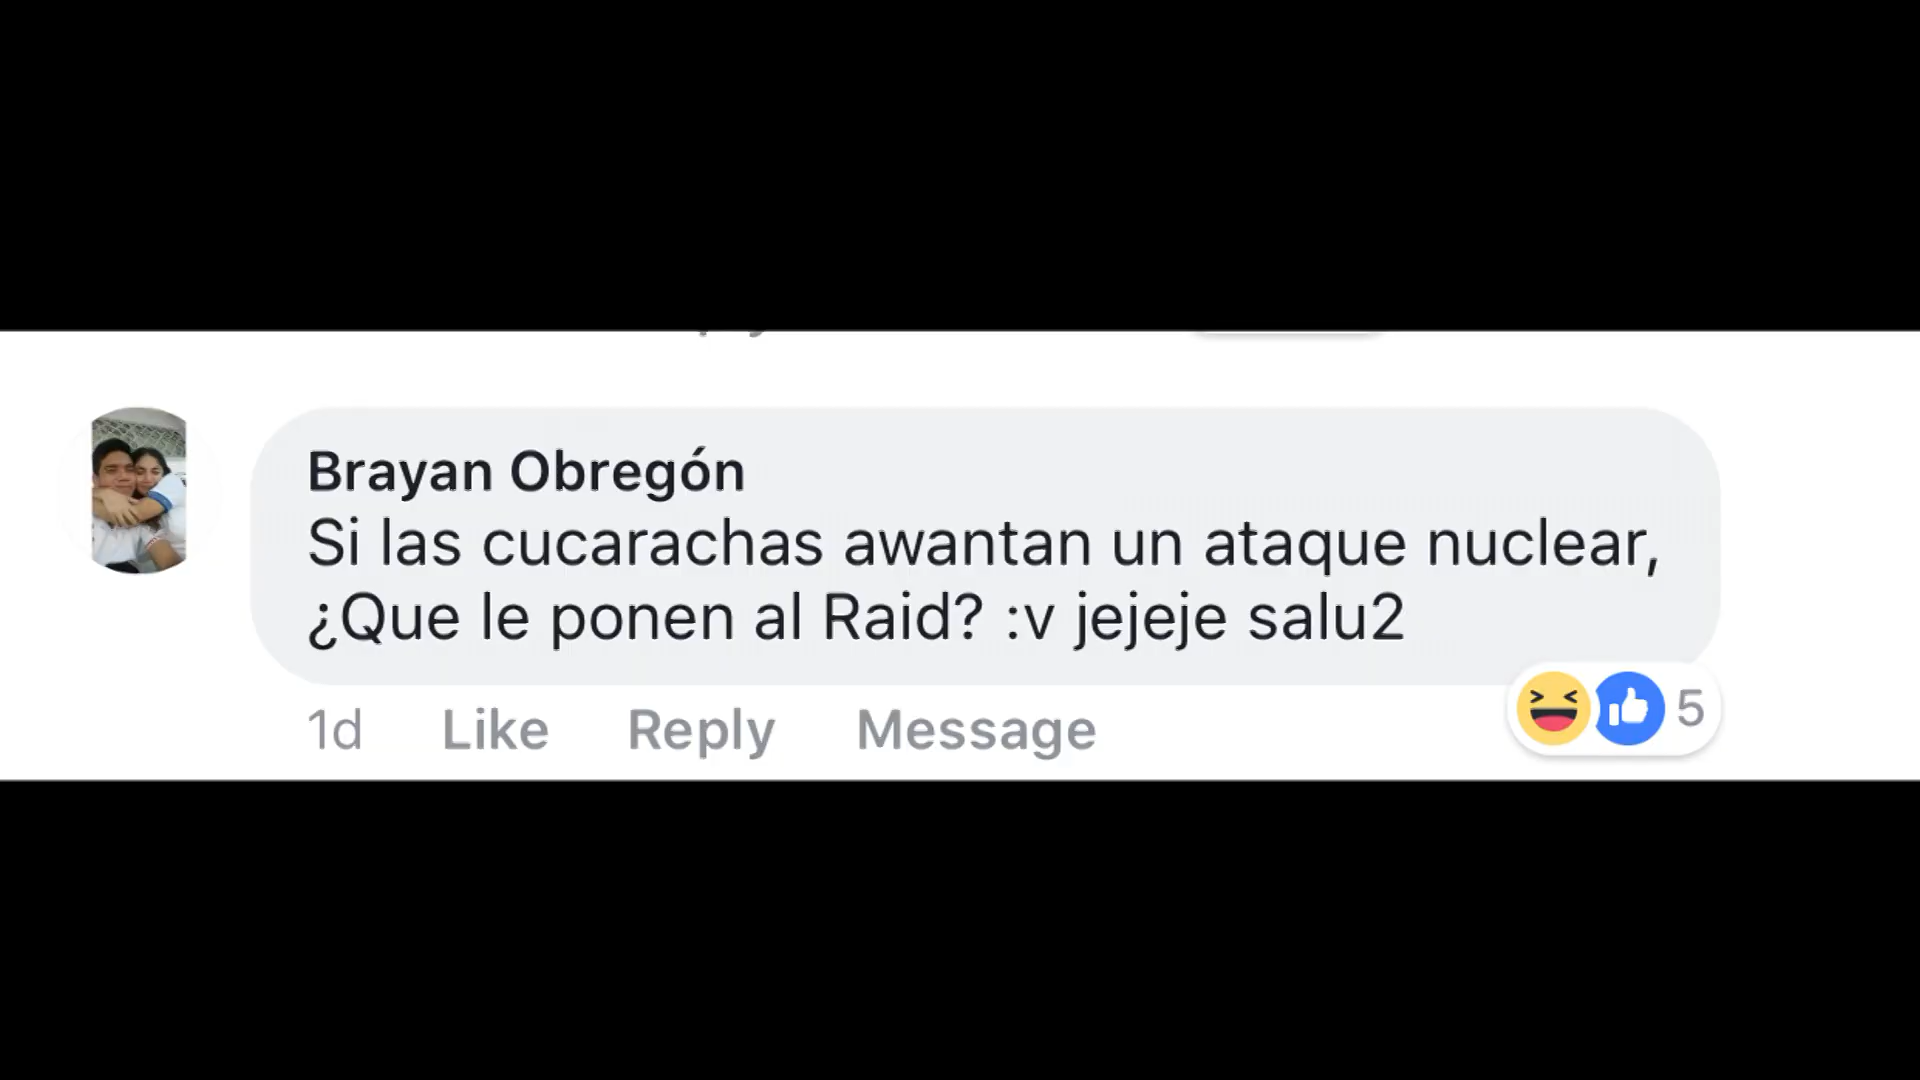 Brayan Obregón
Si las cucarachas awantan un ataque nuclear,
¿Que le ponen al Raid? :v jejeje salu2
1d Like Reply Message 5